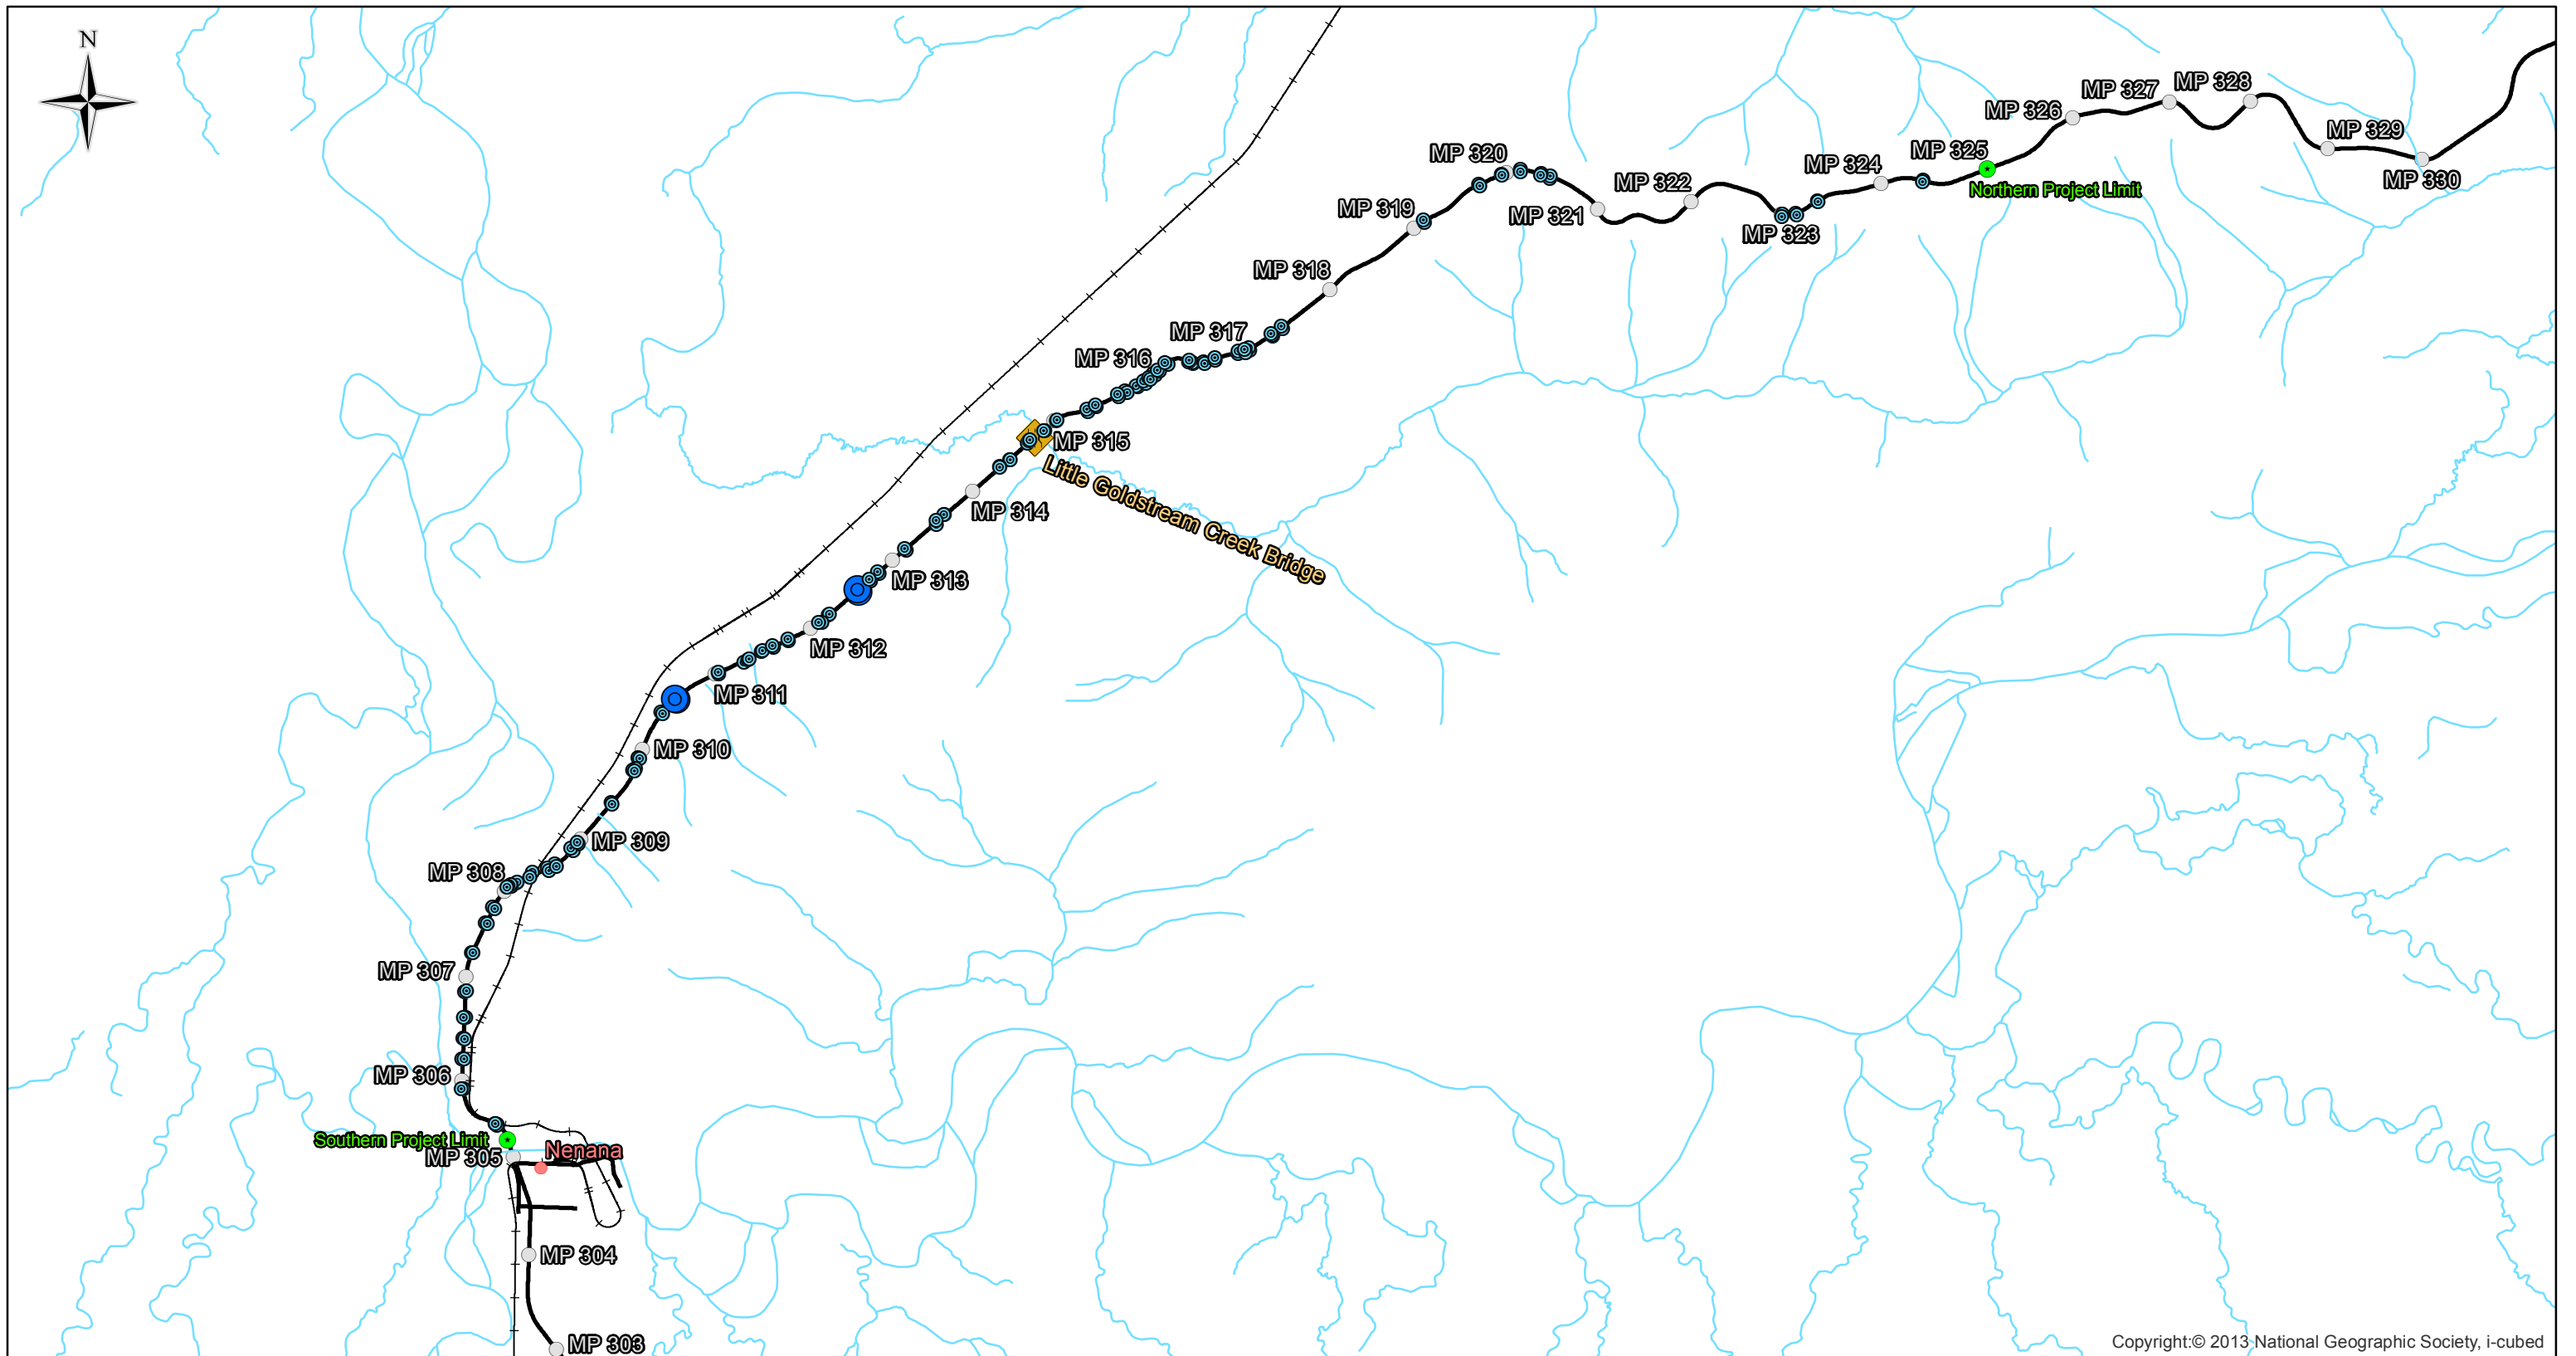 N
MP 328
MP 327
MP 326
MP 329
MP 325
MP 320
MP 324
MP 330
MP 322
Northern Project Limit
MP 319
MP 321
MP 323
MP 318
MP 317
MP 316
MP 315
Little Goldstream Creek Bridge
MP 314
MP 313
MP 312
MP 311
MP 310
MP 309
MP 308
MP 307
MP 306
Southern Project Limit
Nenana
MP 305
MP 304
MP 303
Copyright:© 2013 National Geographic Society, i-cubed